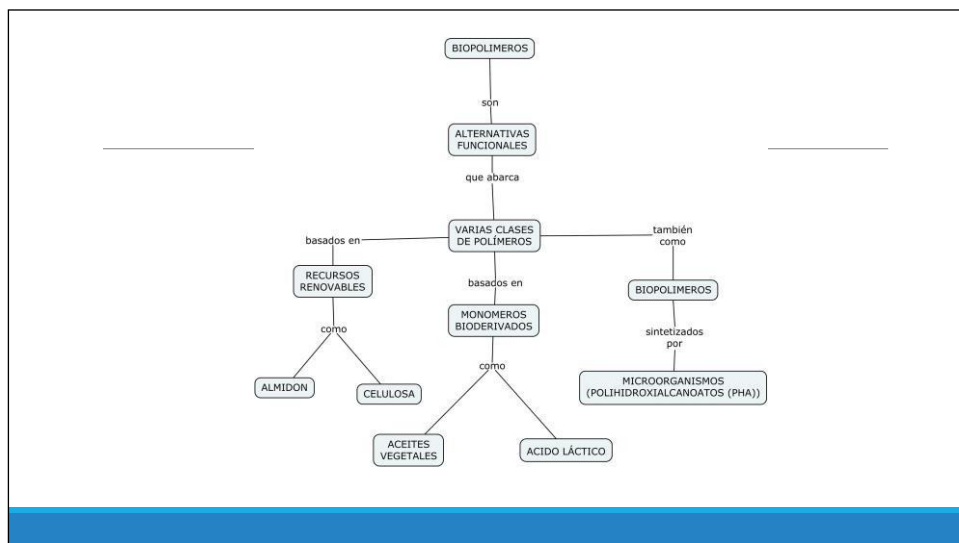 BIOPOLIMEROS
son
ALTERNATIVAS
FUNCIONALES
que abarca
VARIAS CLASES
DE POLÍMEROS
basados en
RECURSOS
RENOVABLES
como
ALMIDON
CELULOSA
basados en
MONOMEROS
BIODERIVADOS
como
ACEITES
VEGETALES
ACIDO LÁCTICO
también
como
BIOPOLIMEROS
sintetizados
por
MICROORGANISMOS
(POLIHIDROXIALCANOATOS (PHA))